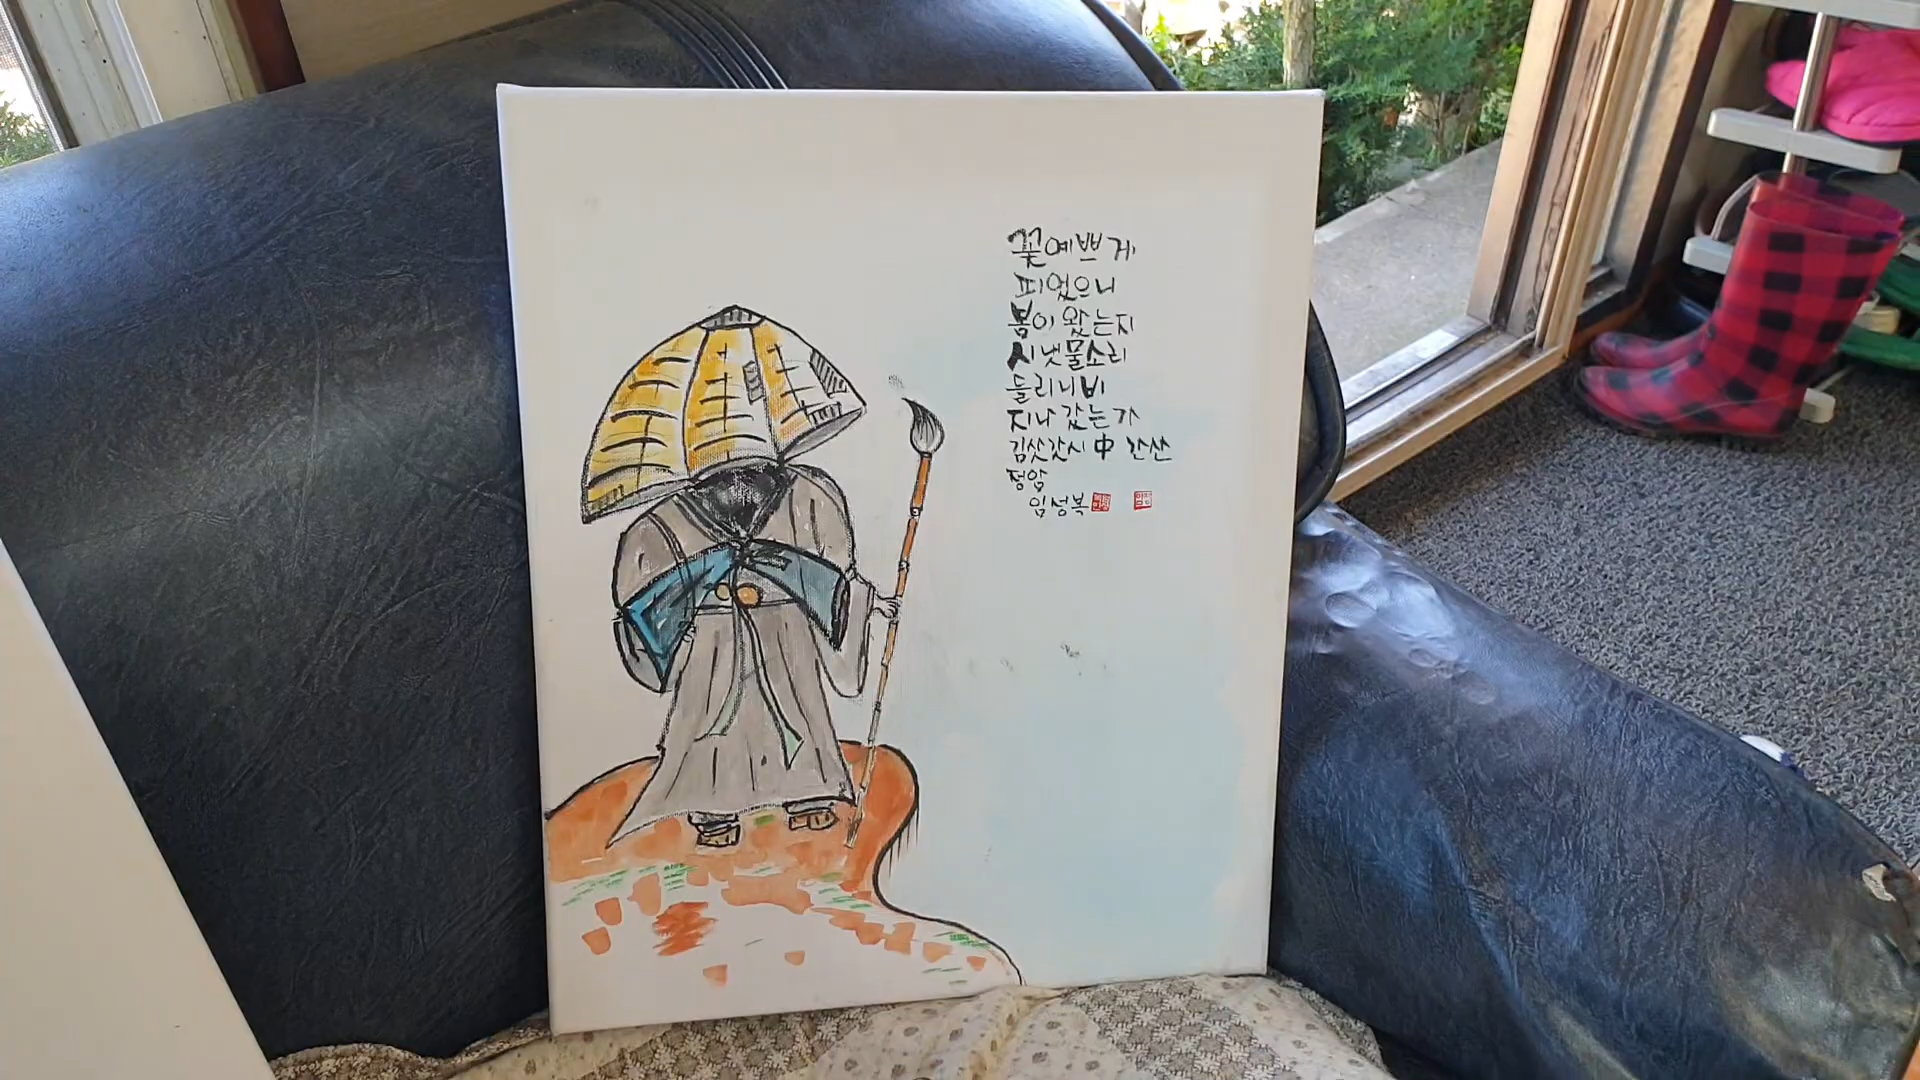 꽃예쁘게
피었으니
봄이 왔는지
시냇물소리
들리니 비
지나 갔는가
김삿갓시 中 간산
정암
임성복